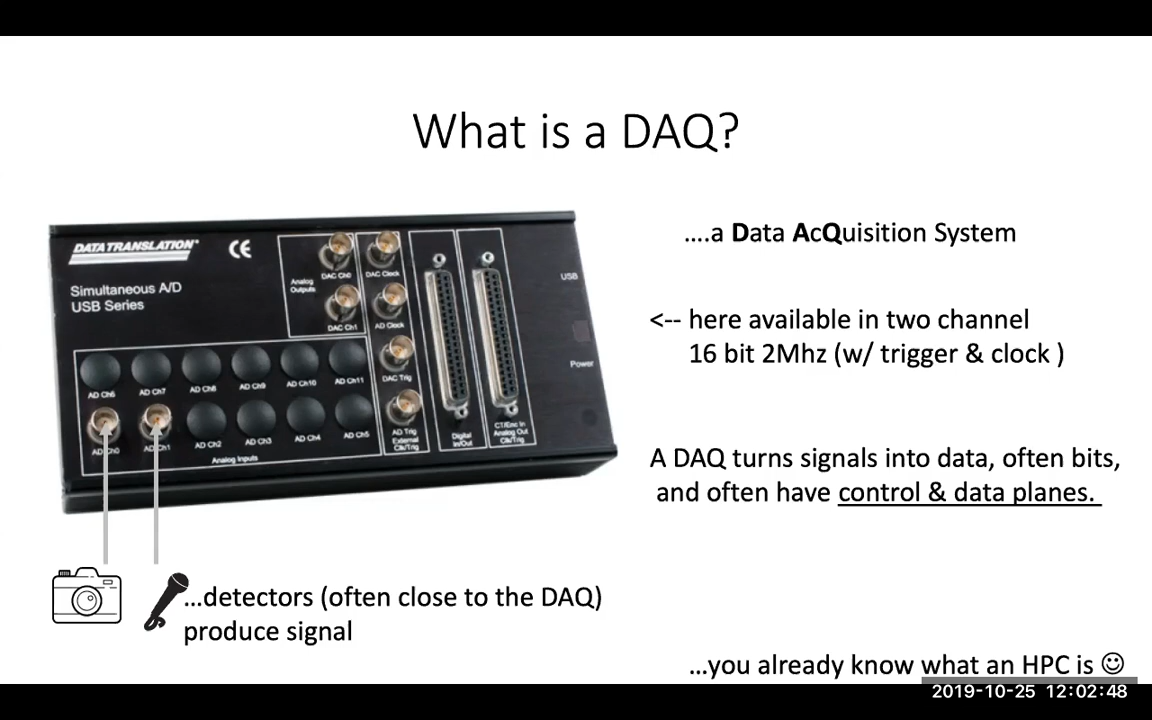 What is a DAQ?
….a Data AcQuisition System
<-- here available in two channel
16 bit 2Mhz (w/ trigger & clock )
A DAQ turns signals into data, often bits,
and often have control & data planes.
DATA TRANSLATION
CE
Simultaneous A/D
USB Series
Analog
Outputs
DAC Ch0
DAC Clock
DAC Ch1
AD Clock
DAC Trig
AD Trig
External
Clk/Trig
Digital
In/Out
CT/Enc In
Analog Out
Clk/Trig
USB
Power
AD Ch6
AD Ch7
AD Ch8
AD Ch9
AD Ch10
AD Ch11
AD Ch0
AD Ch1
AD Ch2
AD Ch3
AD Ch4
AD Ch5
Analog Inputs
…detectors (often close to the DAQ)
produce signal
…you already know what an HPC is ☺
2019-10-25 12:02:48